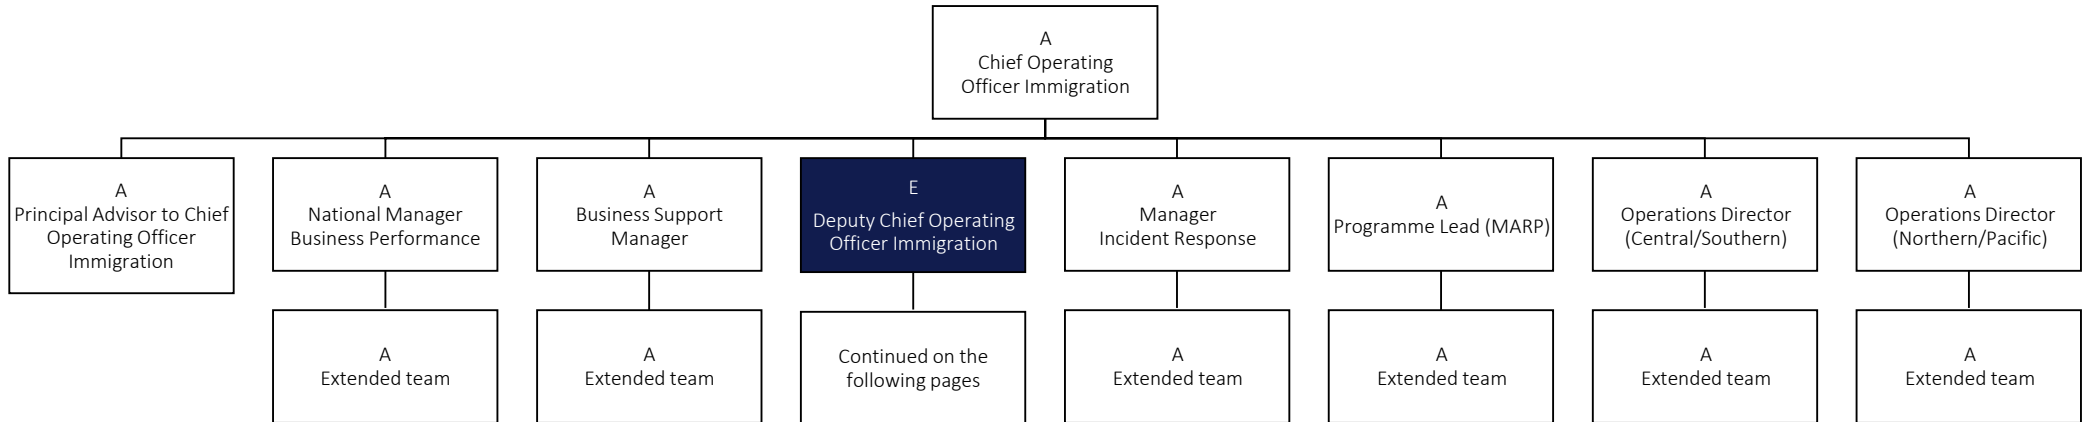 A
Chief Operating
Officer Immigration
A
Principal Advisor to Chief
Operating Officer
Immigration
A
National Manager
Business Performance
A
Business Support
Manager
E
Deputy Chief Operating
Officer Immigration
A
Manager
Incident Response
A
Programme Lead (MARP)
A
Operations Director
(Central/Southern)
A
Operations Director
(Northern/Pacific)
A
Extended team
A
Extended team
Continued on the
following pages
A
Extended team
A
Extended team
A
Extended team
A
Extended team